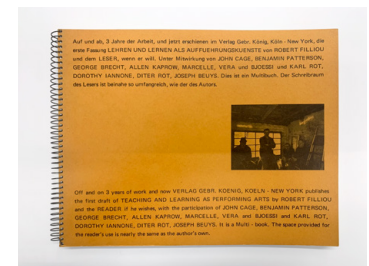 Auf und ab, 3 Jahre der Arbeit, und jetzt erschienen im Verlag Gebr. König, Köln - New York, die
erste Fassung LEHREN UND LERNEN ALS AUFFUEHRUNGSKUENSTE von ROBERT FILLIOU
und dem LESER, wenn er will. Unter Mitwirkung von JOHN CAGE, BENJAMIN PATTERSON,
GEORGE BRECHT, ALLEN KAPROW, MARCELLE, VERA und BJOESSI und KARL ROT,
DOROTHY IANNONE, DITER ROT, JOSEPH BEUYS. Dies ist ein Multibuch. Der Schreibraum
des Lesers ist beinahe so umfangreich, wie der des Autors.
Off and on 3 years of work and now VERLAG GEBR. KOENIG, KOELN - NEW YORK publishes
the first draft of TEACHING AND LEARNING AS PERFORMING ARTS by ROBERT FILLIOU
and the READER if he wishes, with the participation of JOHN CAGE, BENJAMIN PATTERSON,
GEORGE BRECHT, ALLEN KAPROW, MARCELLE, VERA and BJOESSI and KARL ROT,
DOROTHY IANNONE, DITER ROT, JOSEPH BEUYS. It is a Multi - book. The space provided for
the reader's use is nearly the same as the author's own.